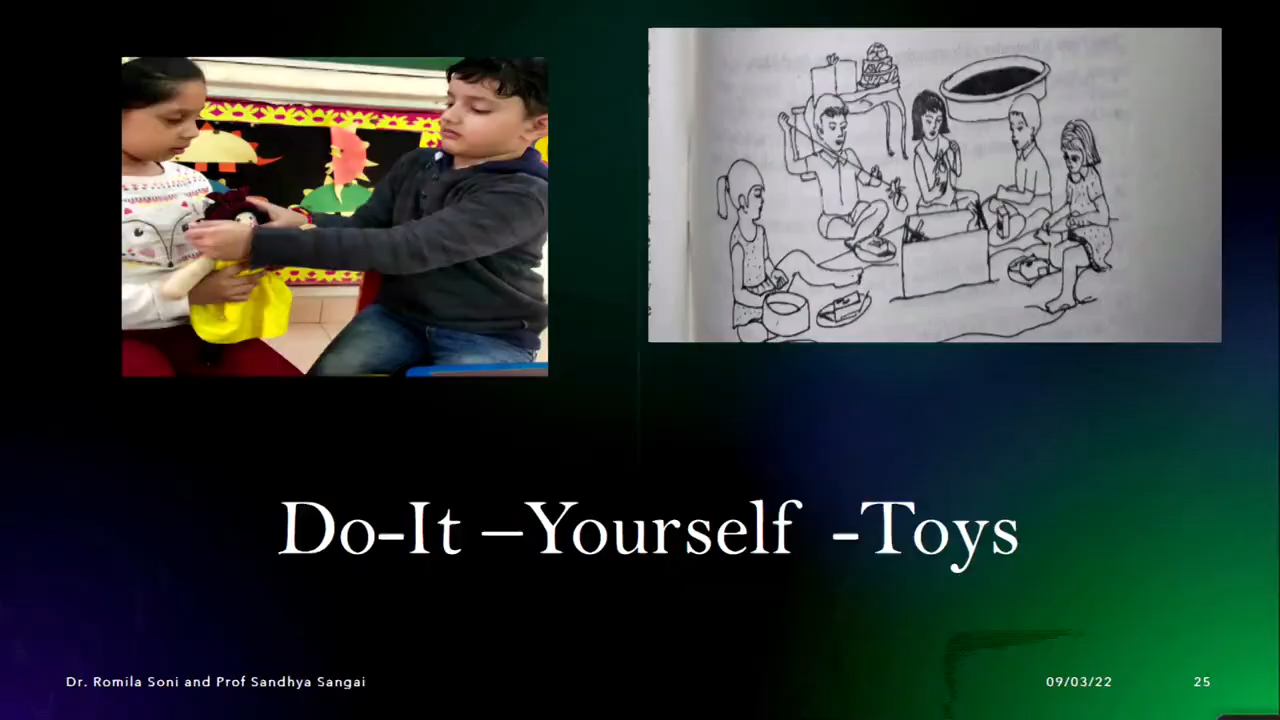 Do-It –Yourself -Toys
Dr. Romila Soni and Prof Sandhya Sangai
09/03/22
25